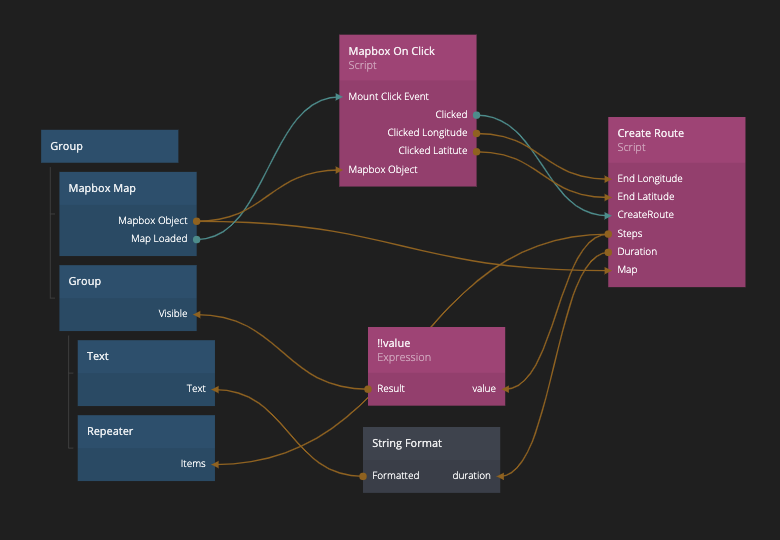 Mapbox On Click
Script
Mount Click Event
Clicked
Clicked Longitude
Clicked Latitute
Mapbox Object
Create Route
Script
End Longitude
End Latitude
CreateRoute
Steps
Duration
Map
Group
Mapbox Map
Mapbox Object
Map Loaded
Group
Visible
Text
Text
Repeater
Items
!!value
Expression
Result value
String Format
Formatted duration